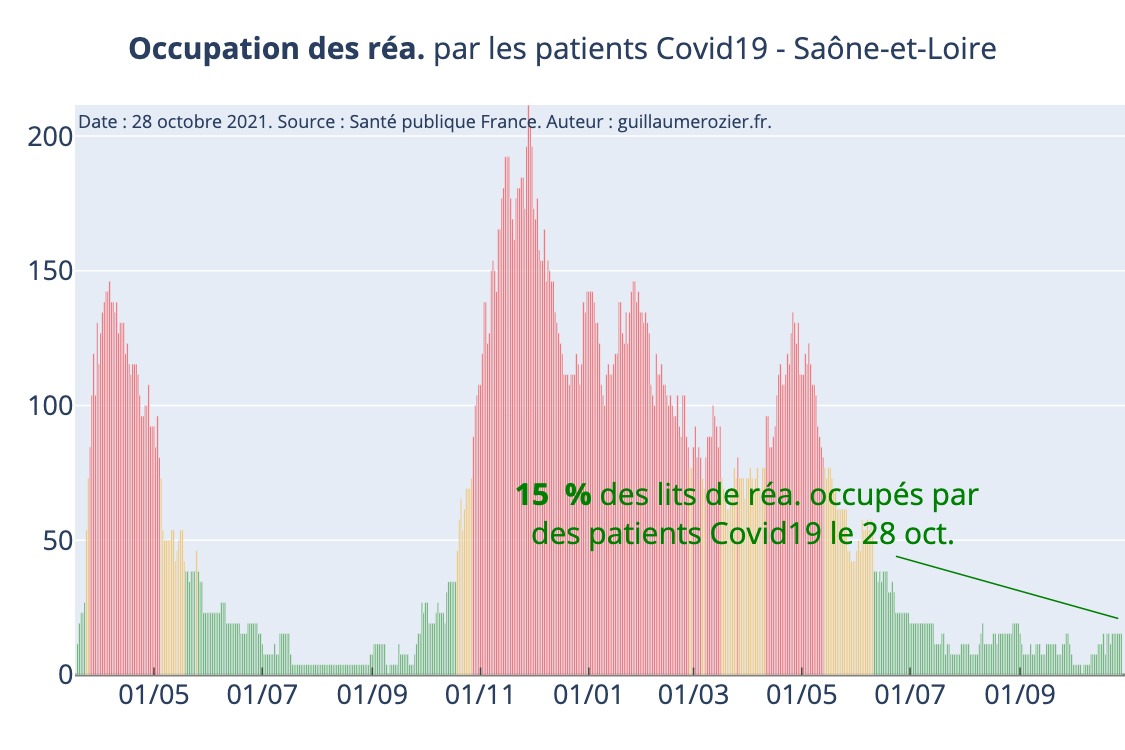 Occupation des réa. par les patients Covid19 - Saône-et-Loire
Date : 28 octobre 2021. Source : Santé publique France. Auteur : guillaumerozier.fr.
200
150
100
50
0
15 % des lits de réa. occupés par
des patients Covid19 le 28 oct.
01/05 01/07 01/09 01/11 01/01 01/03 01/05 01/07 01/09